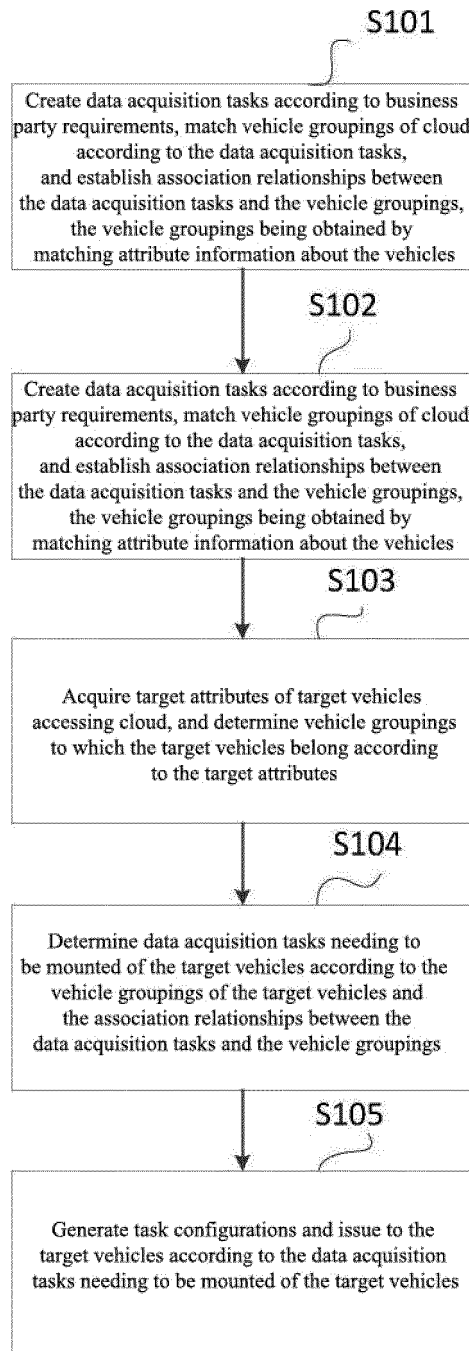 S101
Create data acquisition tasks according to business
party requirements, match vehicle groupings of cloud
according to the data acquisition tasks,
and establish association relationships between
the data acquisition tasks and the vehicle groupings,
the vehicle groupings being obtained by
matching attribute information about the vehicles
S102
Create data acquisition tasks according to business
party requirements, match vehicle groupings of cloud
according to the data acquisition tasks,
and establish association relationships between
the data acquisition tasks and the vehicle groupings,
the vehicle groupings being obtained by
matching attribute information about the vehicles
S103
Acquire target attributes of target vehicles
accessing cloud, and determine vehicle groupings
to which the target vehicles belong according
to the target attributes
S104
Determine data acquisition tasks needing to
be mounted of the target vehicles according to the
vehicle groupings of the target vehicles and
the association relationships between the
data acquisition tasks and the vehicle groupings
S105
Generate task configurations and issue to the
target vehicles according to the data acquisition
tasks needing to be mounted of the target vehicles